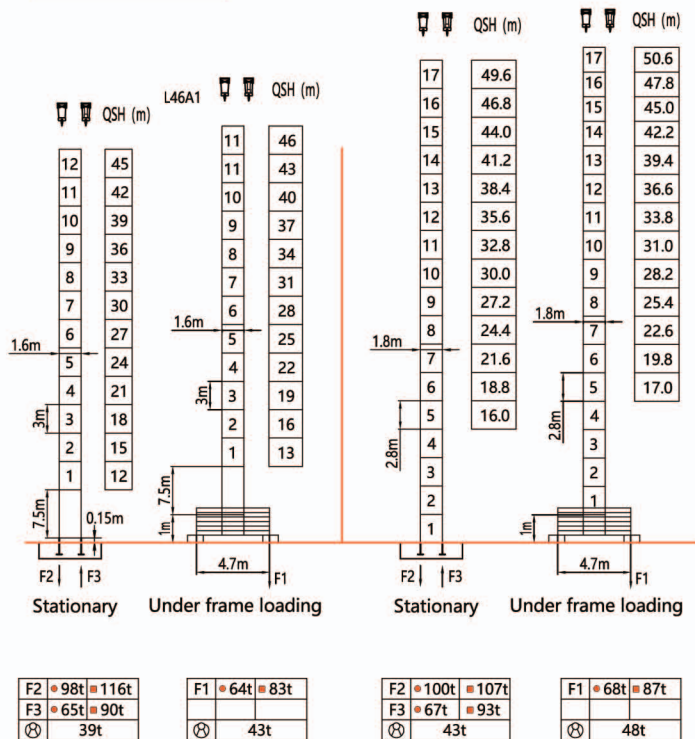 QSH (m)
12 45
11 42
10 39
9 36
8 33
7 30
6 27
5 24
4 21
3 18
2 15
1 12
1.6m
3m
7.5m
0.15m
F2 F3
Stationary
L46A1
QSH (m)
11 46
11 43
10 40
9 37
8 34
7 31
6 28
5 25
4 22
3 19
2 16
1 13
1.6m
3m
7.5m
1m
4.7m
F1
Under frame loading
QSH (m)
17 49.6
16 46.8
15 44.0
14 41.2
13 38.4
12 35.6
11 32.8
10 30.0
9 27.2
8 24.4
7 21.6
6 18.8
5 16.0
4
3
2
1
1.8m
2.8m
F2 F3
Stationary
QSH (m)
17 50.6
16 47.8
15 45.0
14 42.2
13 39.4
12 36.6
11 33.8
10 31.0
9 28.2
8 25.4
7 22.6
6 19.8
5 17.0
4
3
2
1
1.8m
2.8m
1m
4.7m
F1
Under frame loading
F2 98t 116t
F3 65t 90t
39t
F1 64t 83t
43t
F2 100t 107t
F3 67t 93t
43t
F1 68t 87t
48t